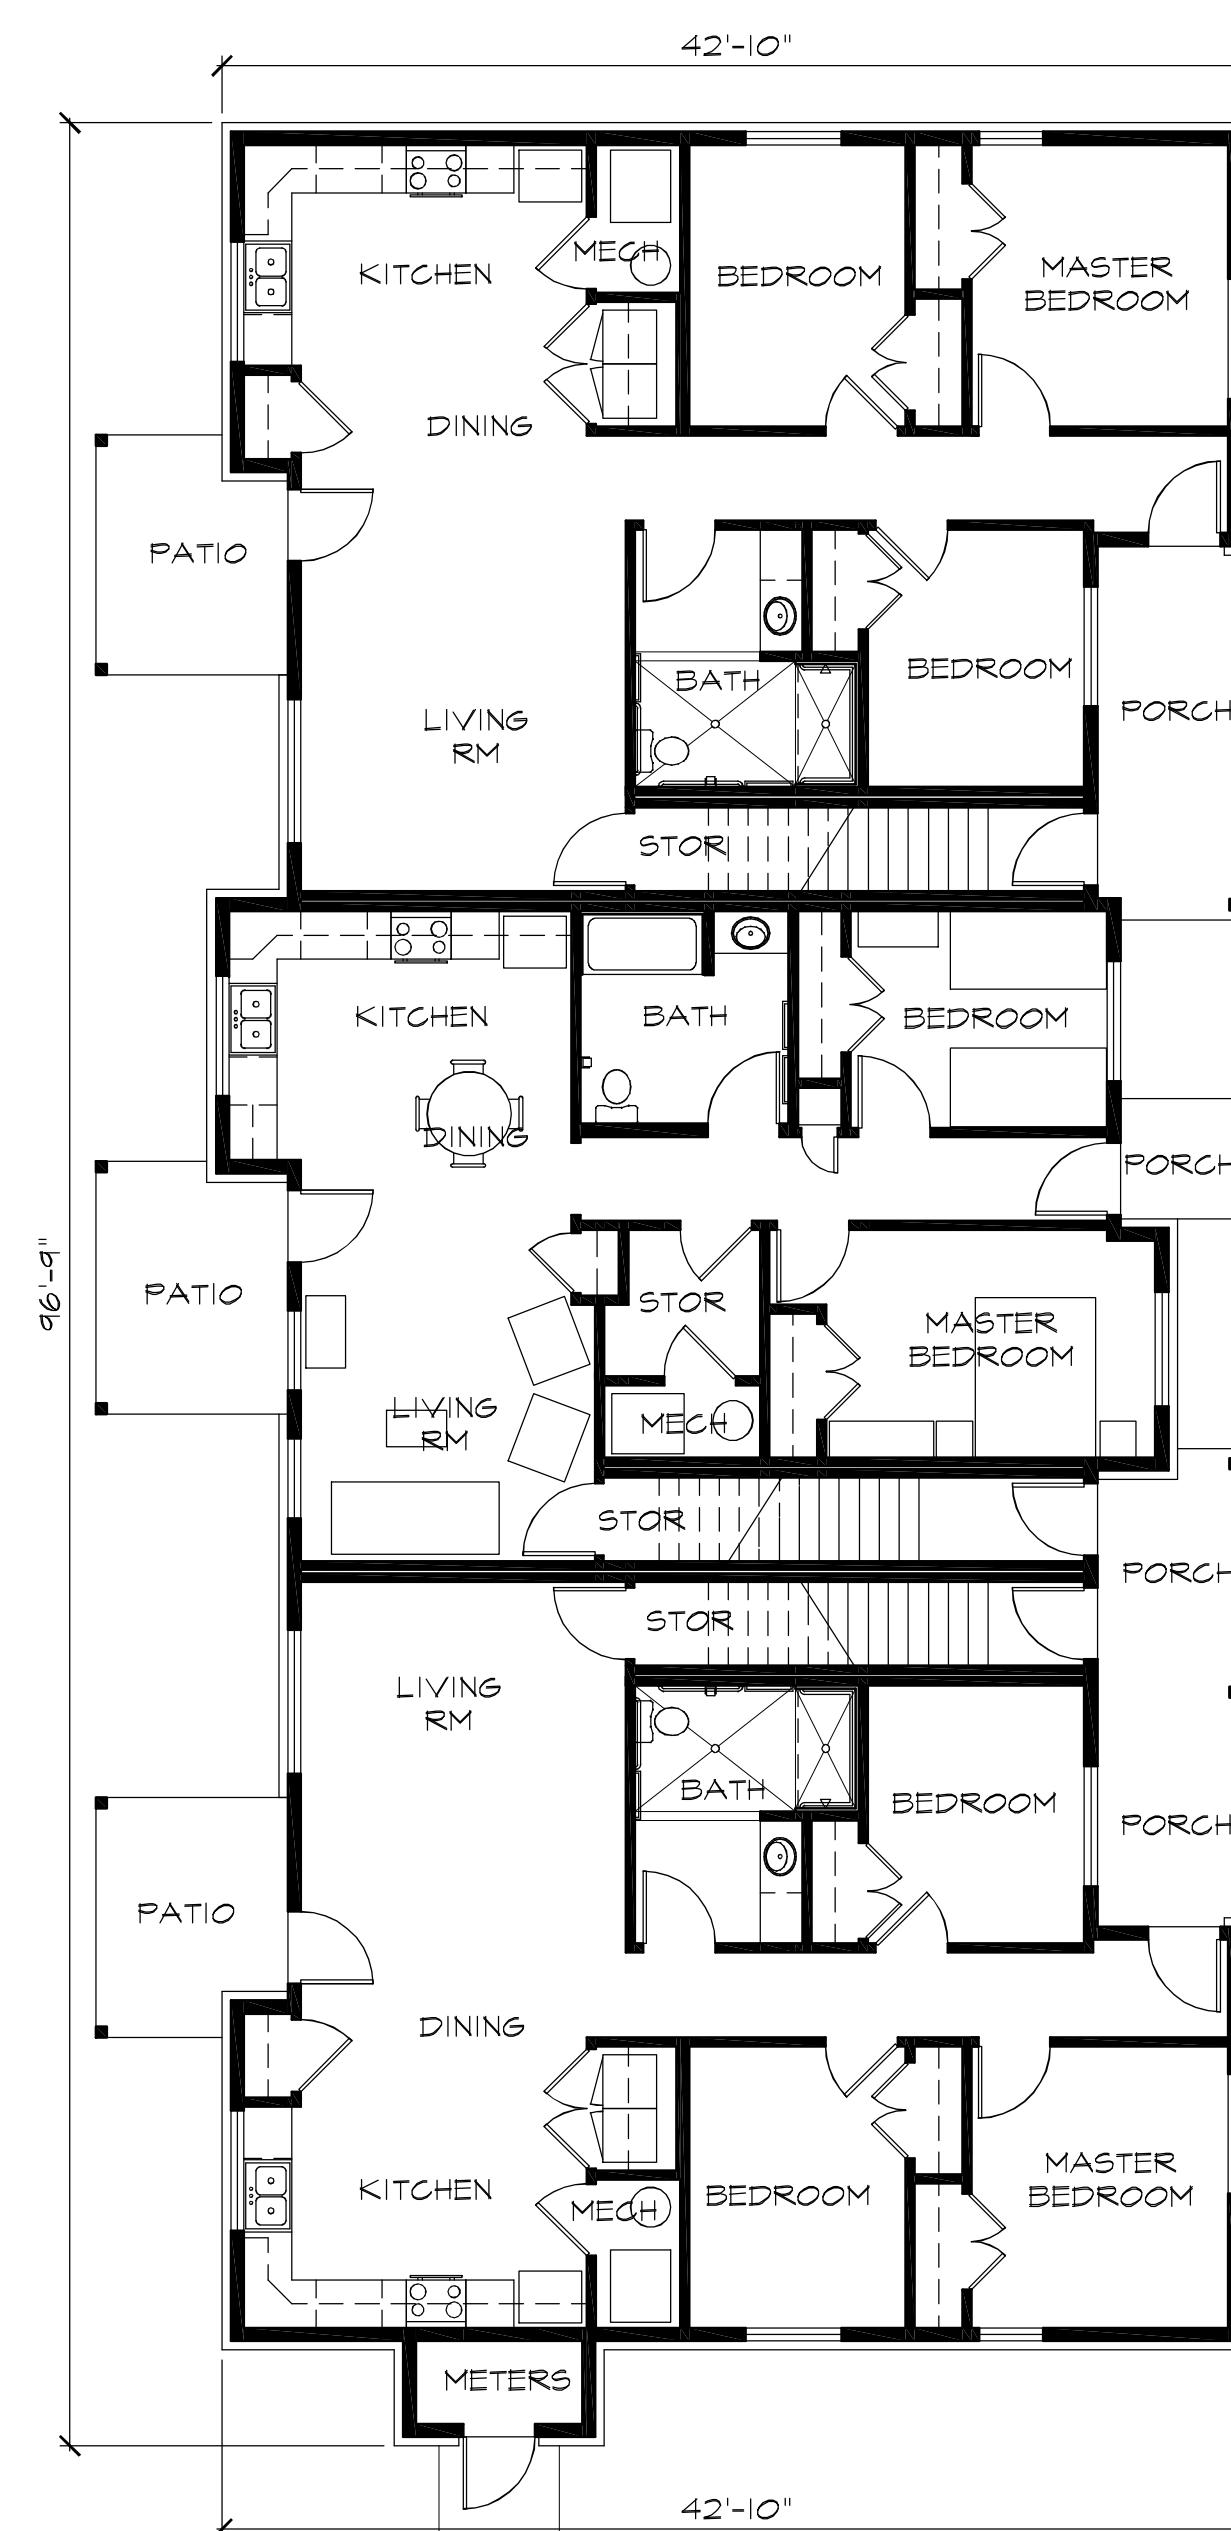 42'-10"
MECH
KITCHEN
BEDROOM
MASTER
BEDROOM
DINING
PATIO
BATH
BEDROOM
LIVING
RM
PORCH
STOR
KITCHEN
BATH
BEDROOM
DINING
PORCH
96'-9"
PATIO
STOR
MASTER
BEDROOM
LIVING
RM
MECH
STOR
PORCH
STOR
LIVING
RM
BATH
BEDROOM
PORCH
PATIO
DINING
KITCHEN
MECH
BEDROOM
MASTER
BEDROOM
METERS
42'-10"